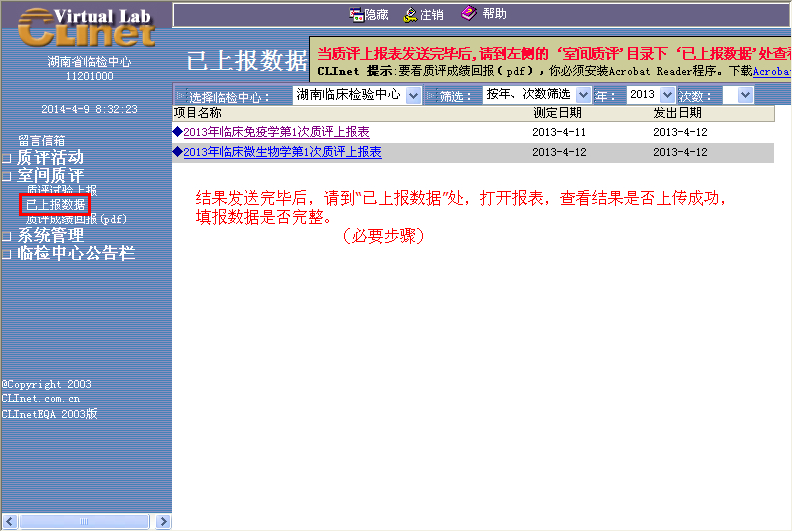 Virtual Lab
CLInet
隐藏 注销 帮助
湖南省临检中心
11201000
2014-4-9 8:32:23
留言信箱
质评活动
室间质评
质评试验上报
已上报数据
质评成绩回报(pdf)
系统管理
临检中心公告栏
@Copyright 2003
CLInet.com.cn
CLInetEQA 2003版
已上报数据
当质评上报表发送完毕后,请到左侧的‘室间质评’目录下‘已上报数据’处查看
CLInet 提示:要看质评成绩回报（pdf），你必须安装Acrobat Reader程序。下载Acrobat
选择临检中心： 湖南临床检验中心 筛选： 按年、次数筛选 年： 2013 次数：
项目名称 测定日期 发出日期
◆2013年临床免疫学第1次质评上报表 2013-4-11 2013-4-12
◆2013年临床微生物学第1次质评上报表 2013-4-12 2013-4-12
结果发送完毕后，请到“已上报数据”处，打开报表，查看结果是否上传成功，
填报数据是否完整。
（必要步骤）